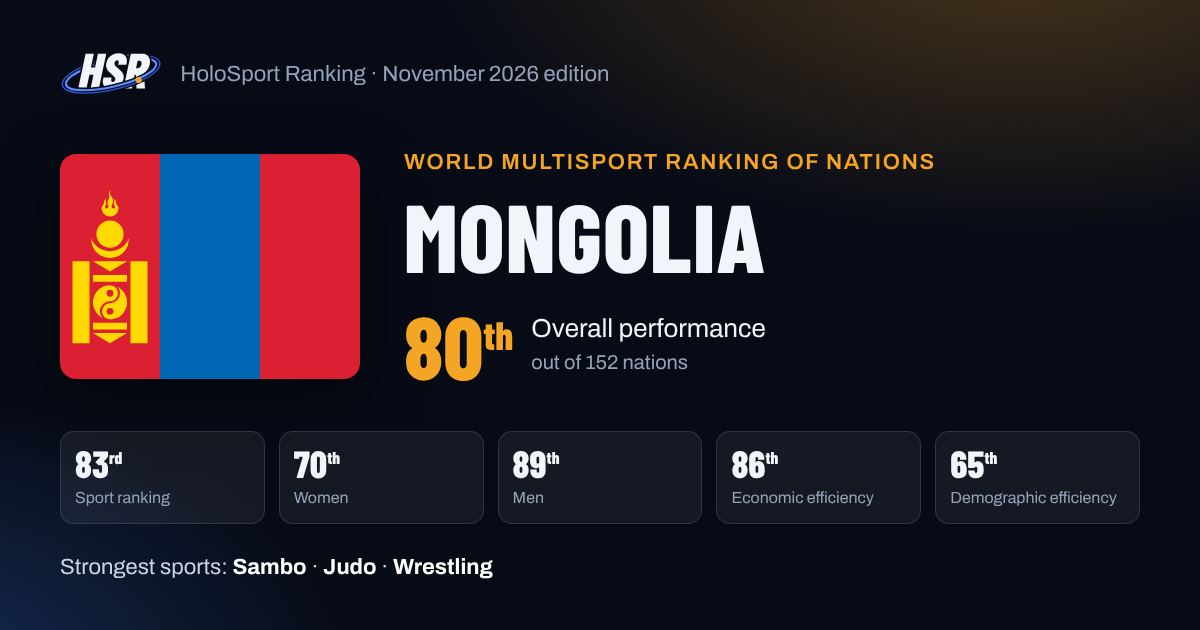 HSR
HoloSport Ranking · November 2026 edition
WORLD MULTISPORT RANKING OF NATIONS
MONGOLIA
80th
Overall performance
out of 152 nations
83rd
Sport ranking
70th
Women
89th
Men
86th
Economic efficiency
65th
Demographic efficiency
Strongest sports: Sambo · Judo · Wrestling